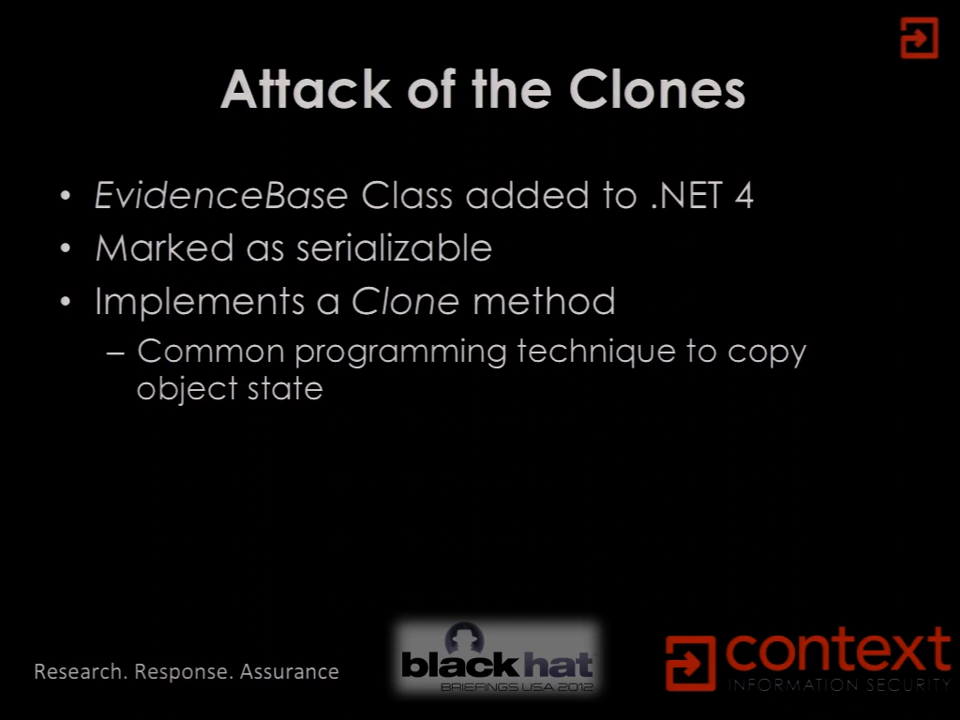 Attack of the Clones
• EvidenceBase Class added to .NET 4
• Marked as serializable
• Implements a Clone method
– Common programming technique to copy
object state
Research. Response. Assurance
black hat
BRIEFINGS USA 2012
context
INFORMATION SECURITY